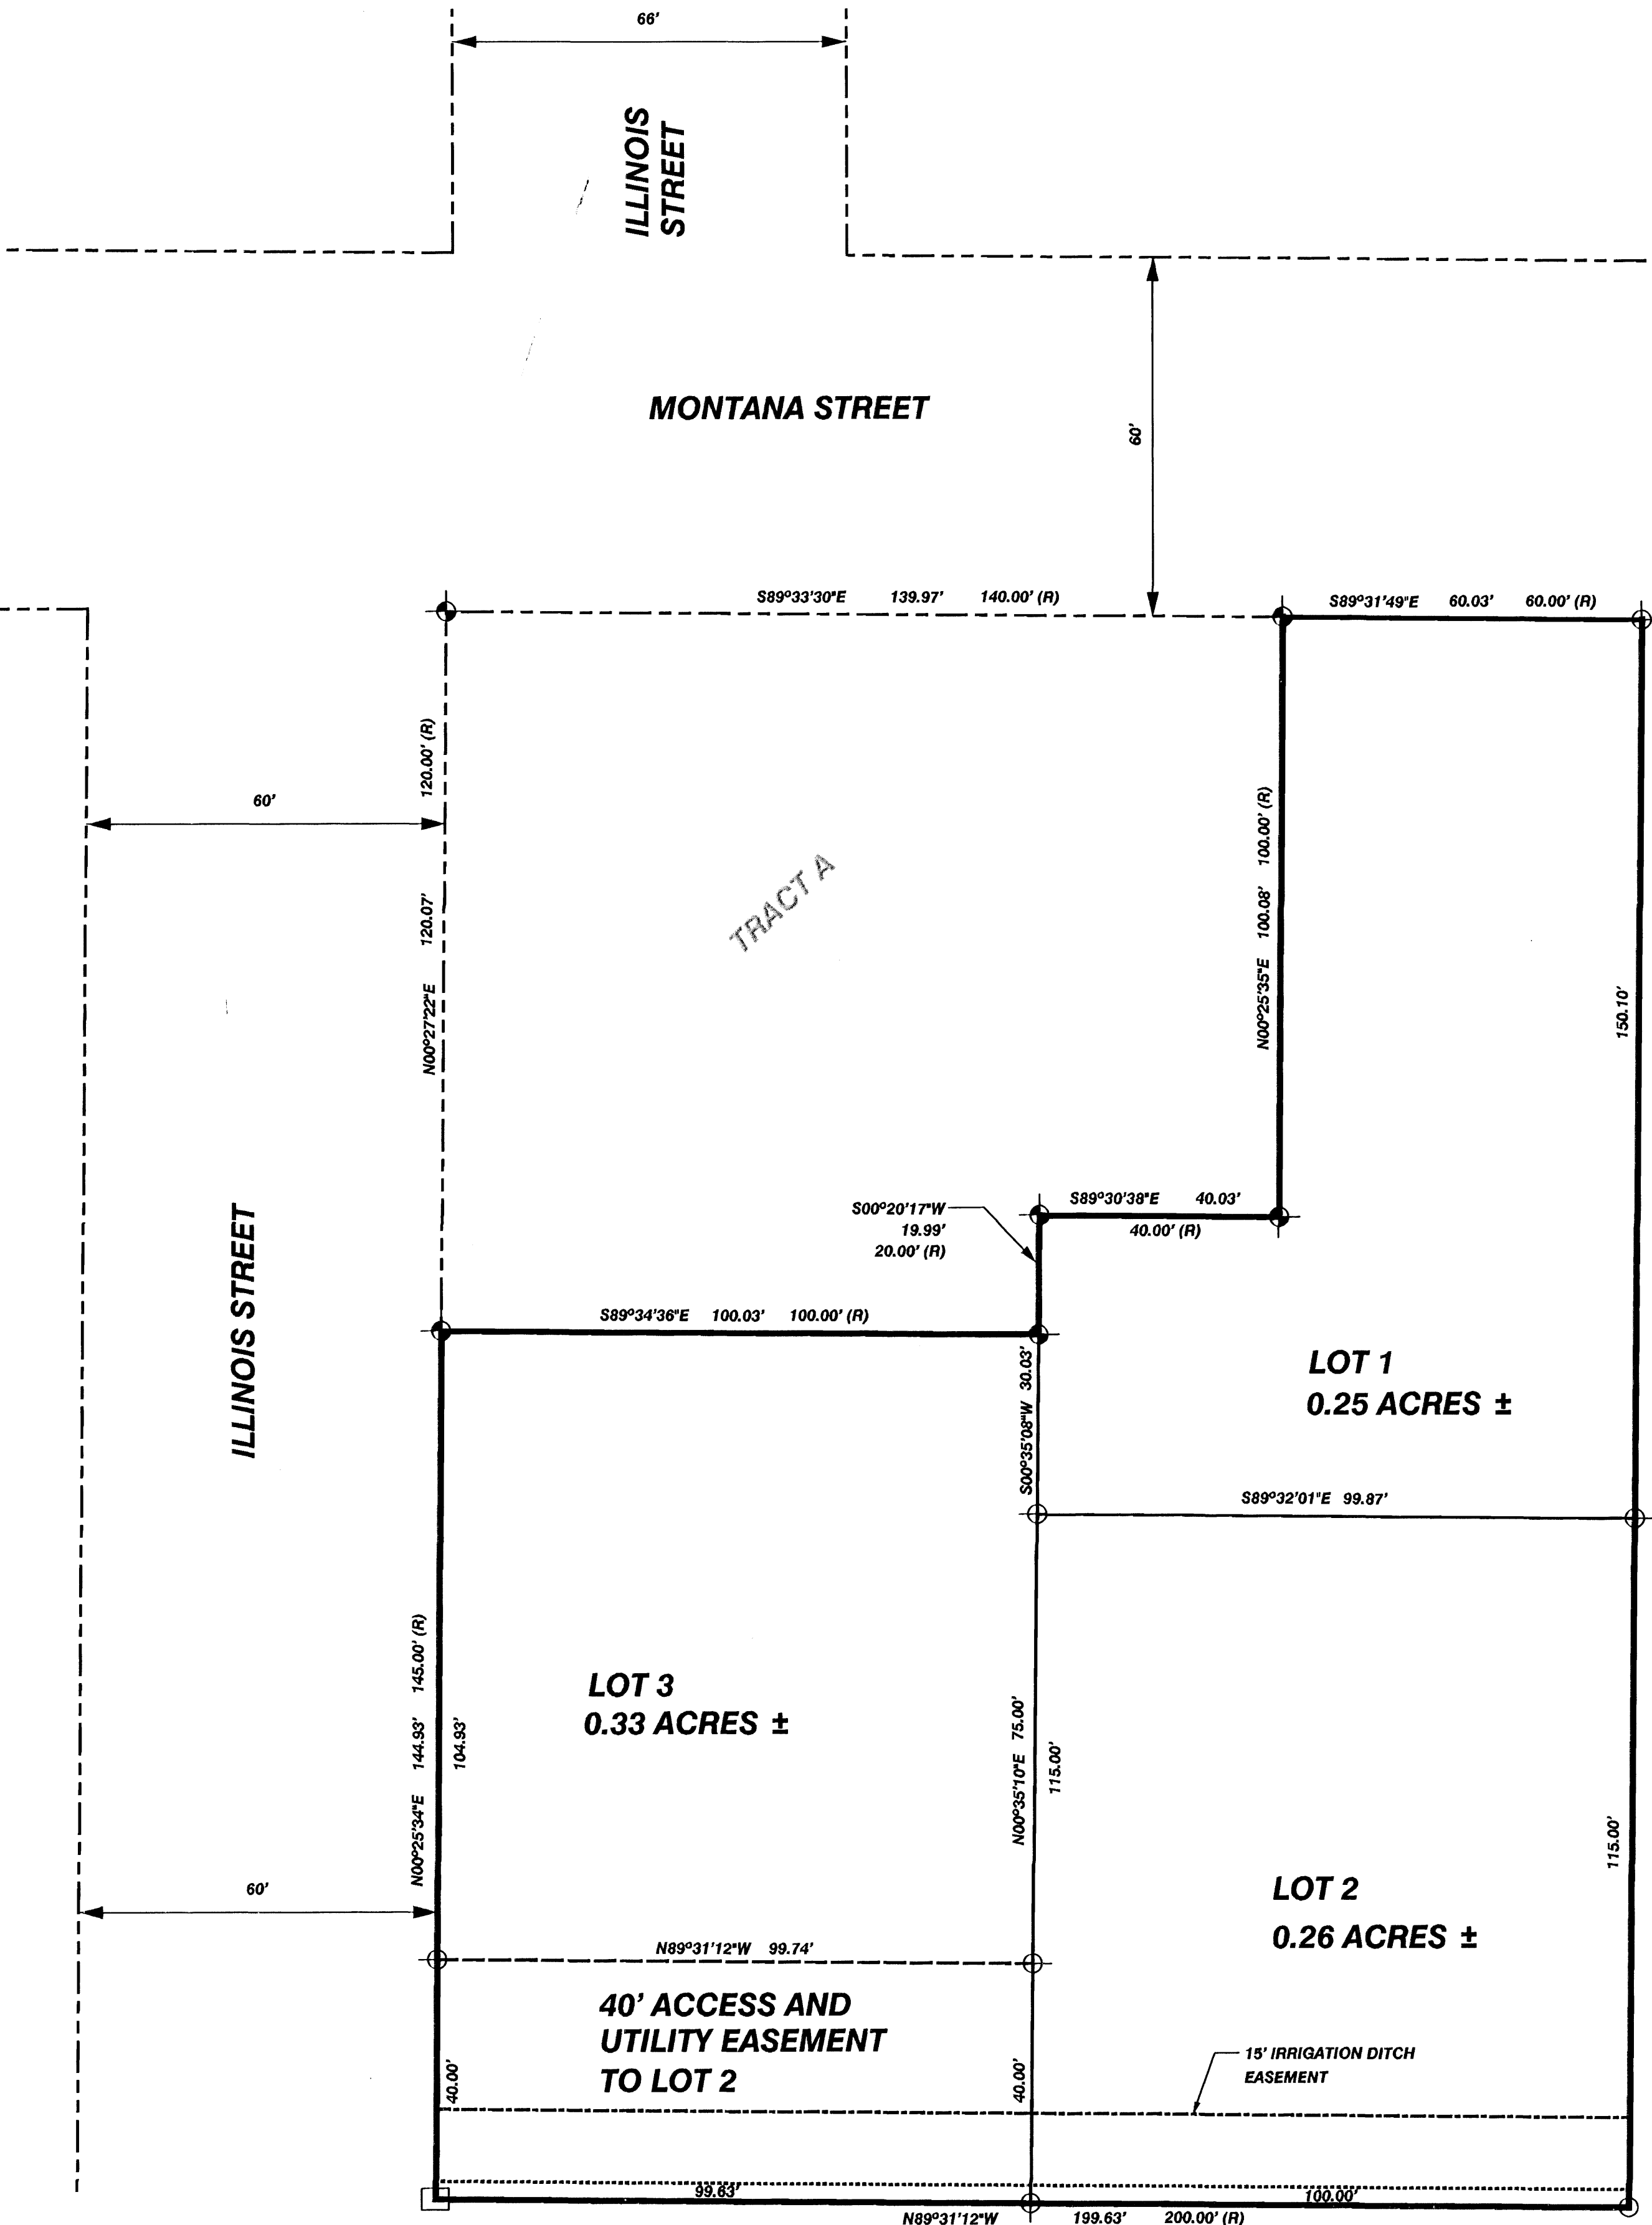 66'
ILLINOIS
STREET
MONTANA STREET
60'
S89°33'30"E 139.97' 140.00' (R)
S89°31'49"E 60.03' 60.00' (R)
N00°27'22"E 120.07' 120.00' (R)
60'
TRACT A
N00°25'35"E 100.08' 100.00' (R)
150.10'
S00°20'17"W
19.99'
20.00' (R)
S89°30'38"E 40.03'
40.00' (R)
ILLINOIS STREET
S89°34'36"E 100.03' 100.00' (R)
S00°35'08"W 30.03'
LOT 1
0.25 ACRES ±
S89°32'01"E 99.87'
N00°25'34"E 144.93' 145.00' (R)
104.93'
LOT 3
0.33 ACRES ±
N00°35'10"E 75.00'
115.00'
115.00'
LOT 2
0.26 ACRES ±
60'
N89°31'12"W 99.74'
40' ACCESS AND
UTILITY EASEMENT
TO LOT 2
40.00'
40.00'
15' IRRIGATION DITCH
EASEMENT
99.63'
100.00'
N89°31'12"W 199.63' 200.00' (R)